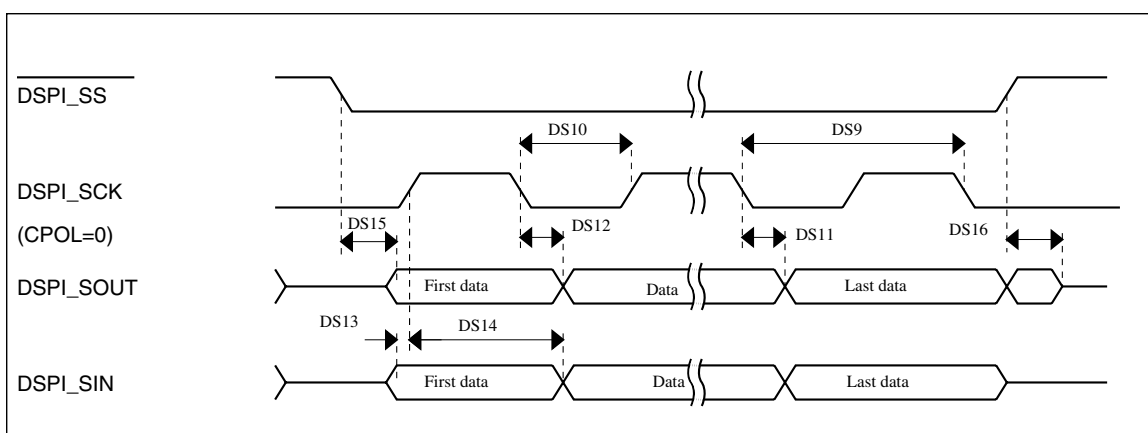 DSPI_SS
DS10
DS9
DSPI_SCK
(CPOL=0)
DS15
DS12
DS11
DS16
DSPI_SOUT
First data
Data
Last data
DS13
DS14
DSPI_SIN
First data
Data
Last data